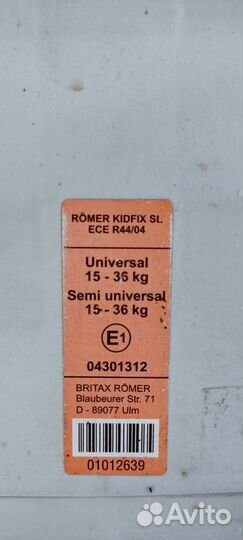 RÖMER KIDFIX SL
ECE R44/04
Universal
15 - 36 kg
Semi universal
15 - 36 kg
E1
04301312
BRITAX RÖMER
Blaubeurer Str. 71
D - 89077 Ulm
01012639
Avito